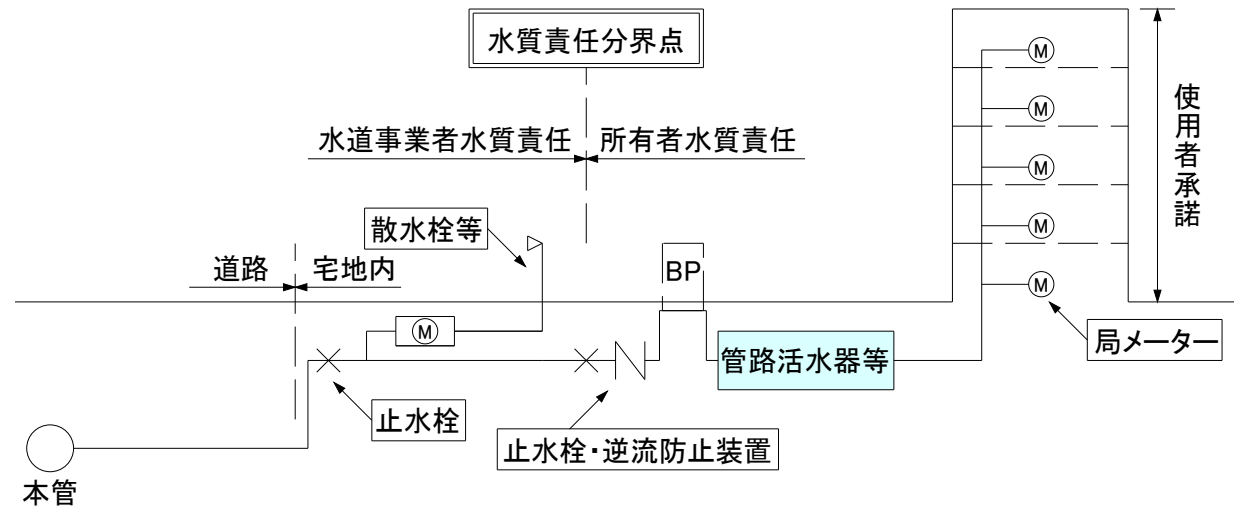 水質責任分界点
水道事業者水質責任
所有者水質責任
使用者承諾
散水栓等
道路
宅地内
BP
M
M
M
M
M
M
管路活水器等
局メーター
止水栓
止水栓・逆流防止装置
本管